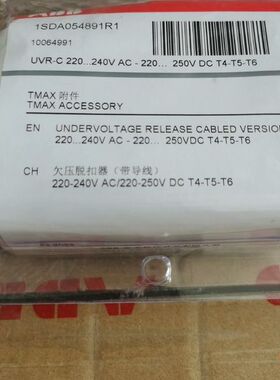 1SDA054891R1
10064991
UVR-C 220...240V AC - 220... 250V DC T4-T5-T6
TMAX 附件
TMAX ACCESSORY
EN UNDERVOLTAGE RELEASE CABLED VERSION
220...240V AC - 220... 250VDC T4-T5-T6
CH 欠压脱扣器（带导线）
220-240V AC/220-250V DC T4-T5-T6